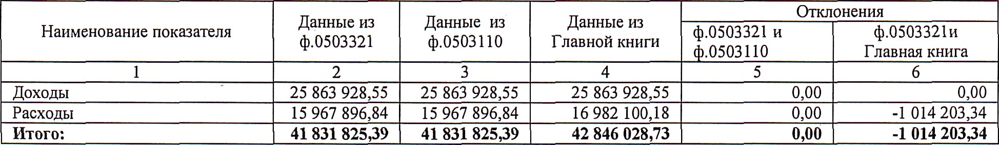 Наименование показателя
Данные из
ф.0503321
Данные из
ф.0503110
Данные из
Главной книги
Отклонения
ф.0503321 и
ф.0503110
ф.0503321и
Главная книга
1 2 3 4 5 6
Доходы 25 863 928,55 25 863 928,55 25 863 928,55 0,00 0,00
Расходы 15 967 896,84 15 967 896,84 16 982 100,18 0,00 -1 014 203,34
Итого: 41 831 825,39 41 831 825,39 42 846 028,73 0,00 -1 014 203,34